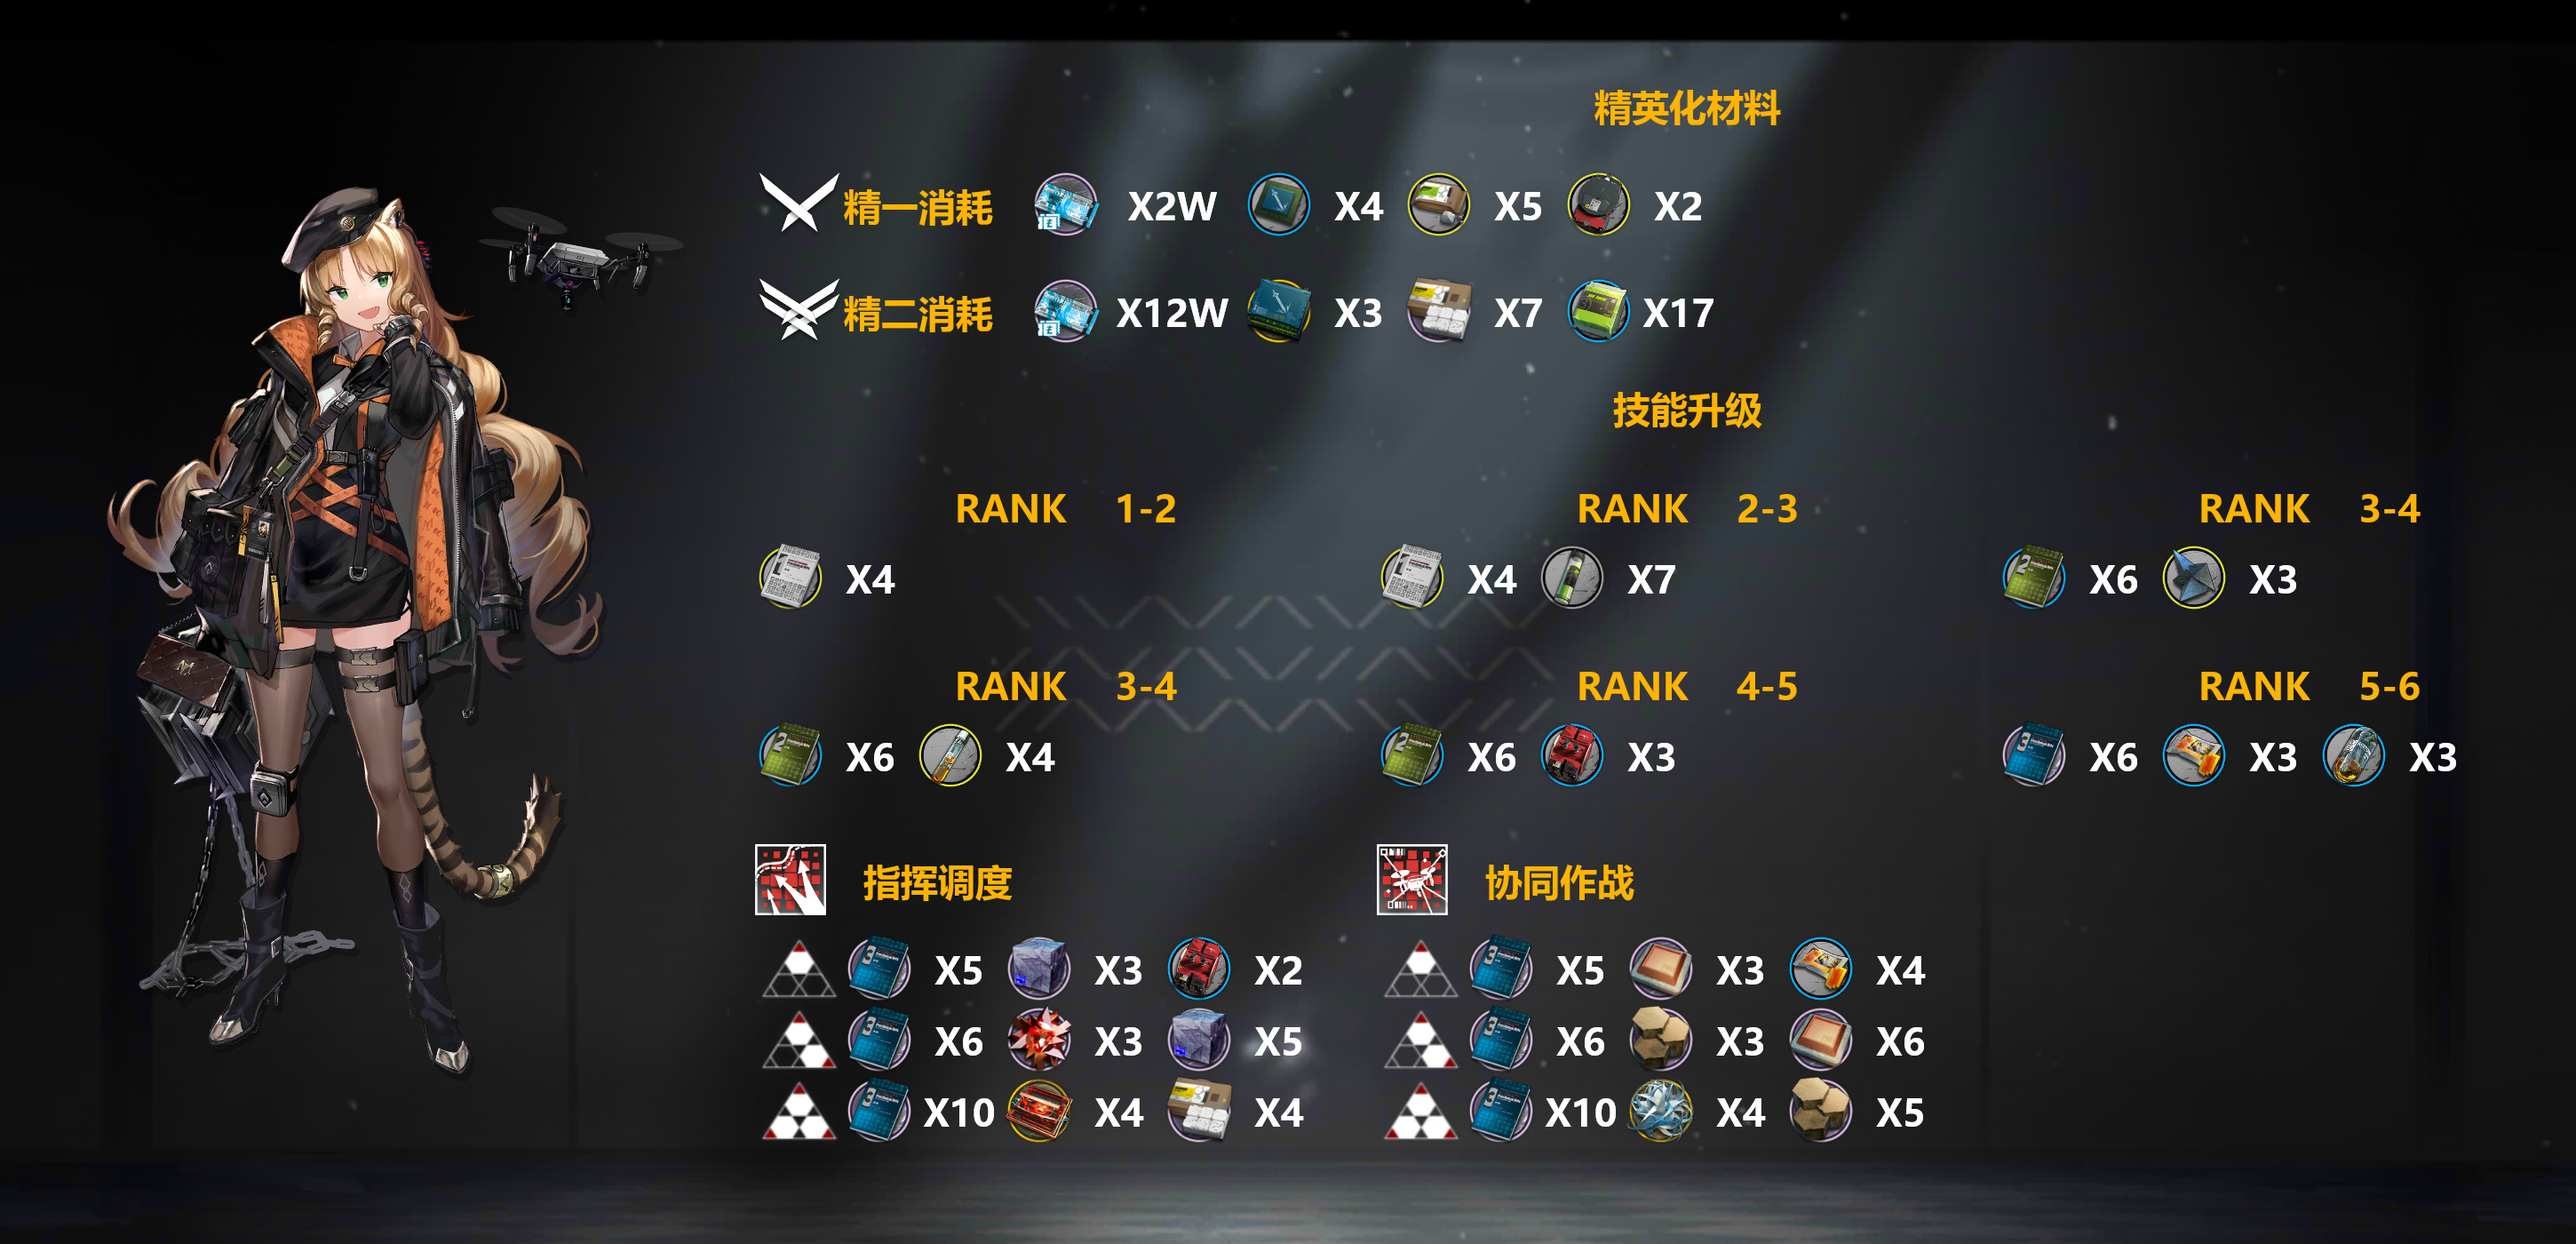 精英化材料
精一消耗 X2W X4 X5 X2
精二消耗 X12W X3 X7 X17
技能升级
RANK 1-2 RANK 2-3 RANK 3-4
X4 X4 X7 X6 X3
RANK 3-4 RANK 4-5 RANK 5-6
X6 X4 X6 X3 X6 X3 X3
指挥调度 协同作战
X5 X3 X2 X5 X3 X4
X6 X3 X5 X6 X3 X6
X10 X4 X4 X10 X4 X5